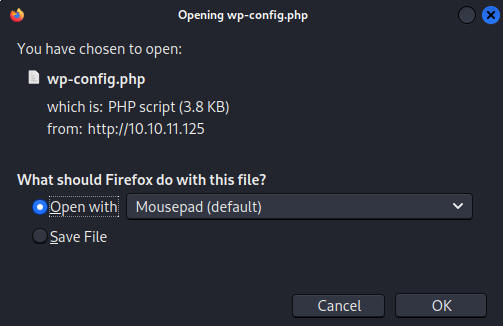 Opening wp-config.php
You have chosen to open:
wp-config.php
which is: PHP script (3.8 KB)
from: http://10.10.11.125
What should Firefox do with this file?
Open with Mousepad (default)
Save File
Cancel OK